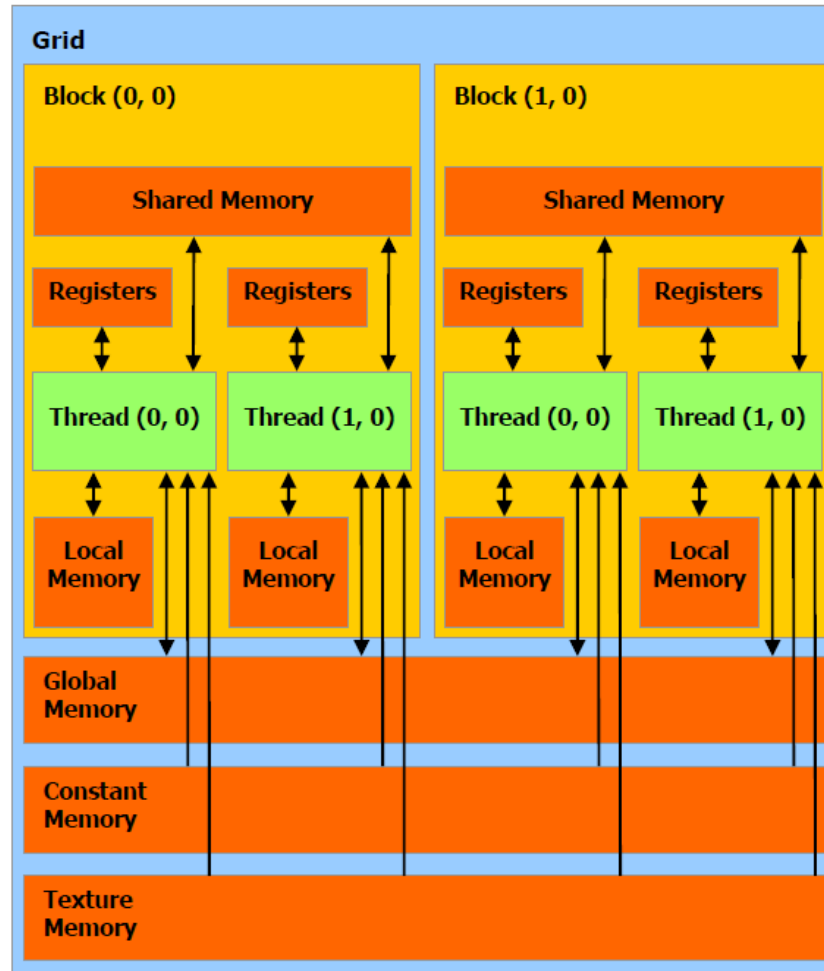 Grid
Block (0, 0)
Block (1, 0)
Shared Memory
Shared Memory
Registers
Registers
Registers
Registers
Thread (0, 0)
Thread (1, 0)
Thread (0, 0)
Thread (1, 0)
Local
Memory
Local
Memory
Local
Memory
Local
Memory
Global
Memory
Constant
Memory
Texture
Memory